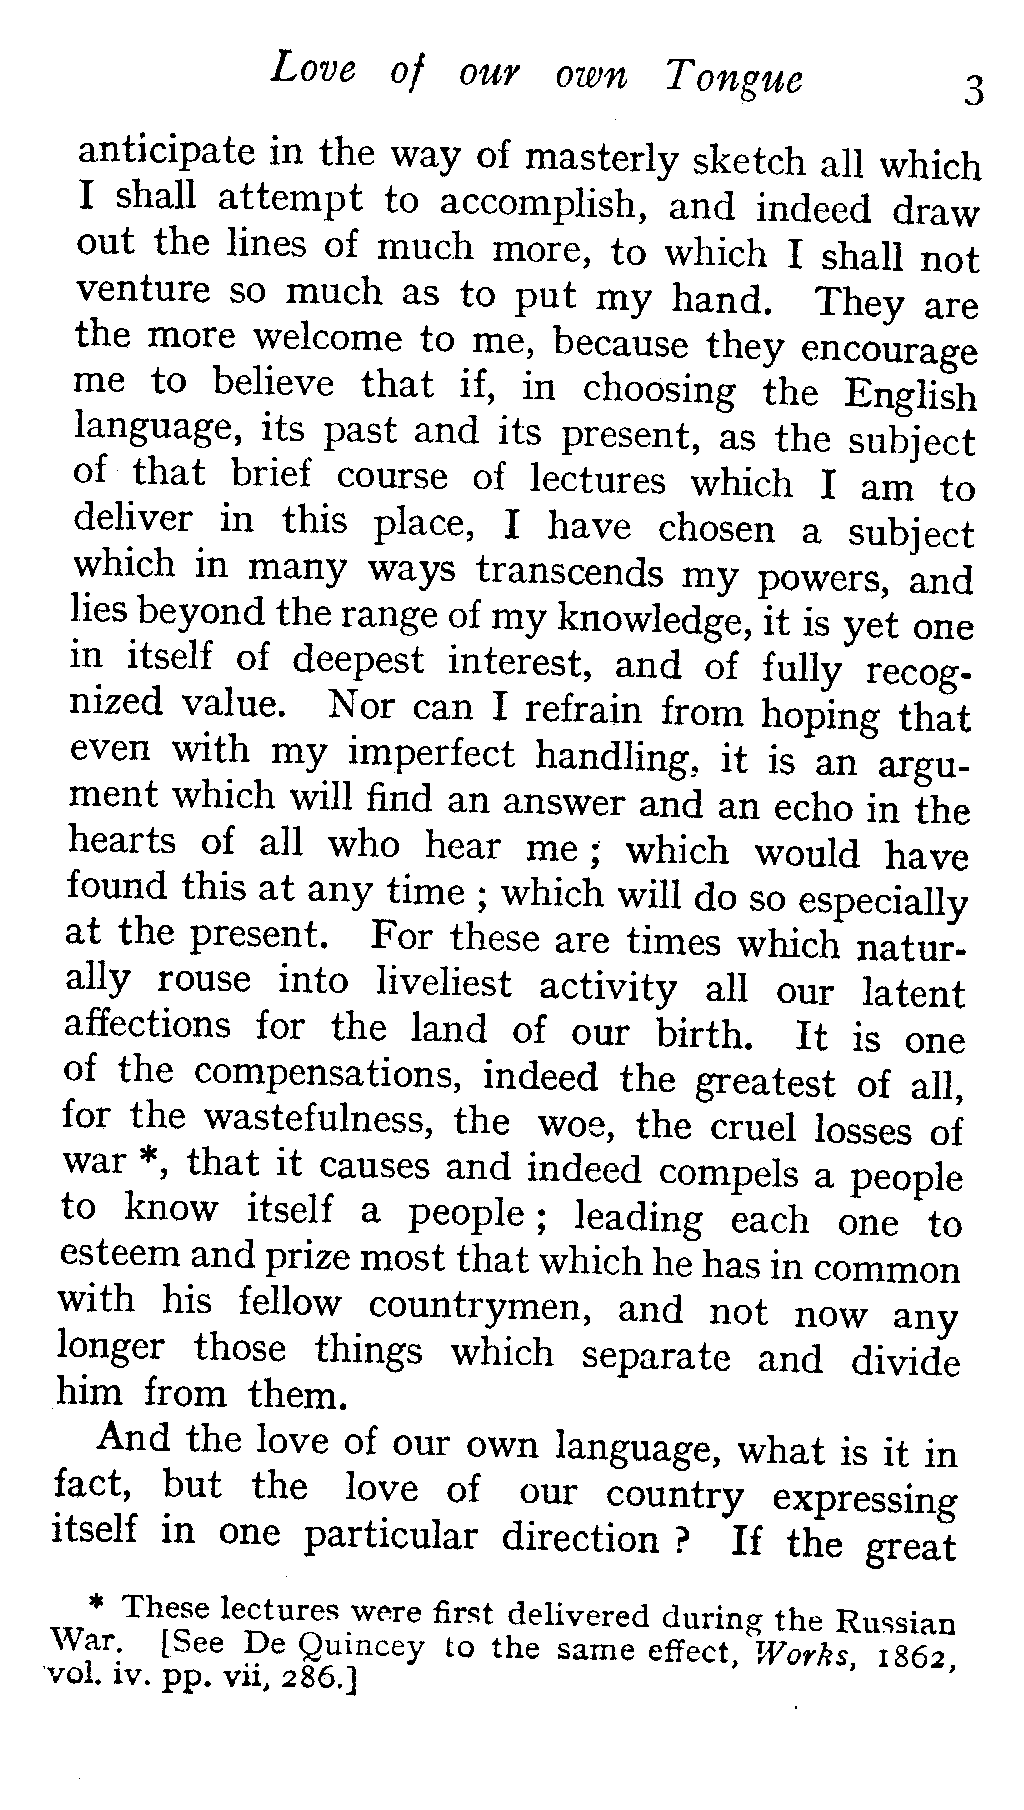 Love of our own Tongue 3
anticipate in the way of masterly sketch all which
I shall attempt to accomplish, and indeed draw
out the lines of much more, to which I shall not
venture so much as to put my hand. They are
the more welcome to me, because they encourage
me to believe that if, in choosing the English
language, its past and its present, as the subject
of that brief course of lectures which I am to
deliver in this place, I have chosen a subject
which in many ways transcends my powers, and
lies beyond the range of my knowledge, it is yet one
in itself of deepest interest, and of fully recog-
nized value. Nor can I refrain from hoping that
even with my imperfect handling, it is an argu-
ment which will find an answer and an echo in the
hearts of all who hear me ; which would have
found this at any time ; which will do so especially
at the present. For these are times which natur-
ally rouse into liveliest activity all our latent
affections for the land of our birth. It is one
of the compensations, indeed the greatest of all,
for the wastefulness, the woe, the cruel losses of
war *, that it causes and indeed compels a people
to know itself a people ; leading each one to
esteem and prize most that which he has in common
with his fellow countrymen, and not now any
longer those things which separate and divide
him from them.
And the love of our own language, what is it in
fact, but the love of our country expressing
itself in one particular direction ? If the great
* These lectures were first delivered during the Russian
War. [See De Quincey to the same effect, Works, 1862,
vol. iv. pp. vii, 286.]